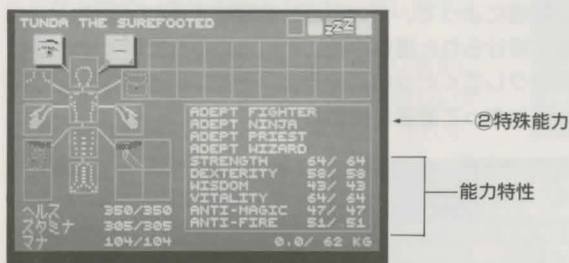 TUNDA THE SUREFOOTED
ZZZ
ADEPT FIGHTER
ADEPT NINJA
ADEPT PRIEST
ADEPT WIZARD
STRENGTH 64/ 64
DEXTERITY 58/ 58
WISDOM 43/ 43
VITALITY 64/ 64
ANTI-MAGIC 47/ 47
ANTI-FIRE 51/ 51
ヘルス 350/350
スタミナ 305/305
マナ 104/104
0.0/ 62 KG
②特殊能力
能力特性